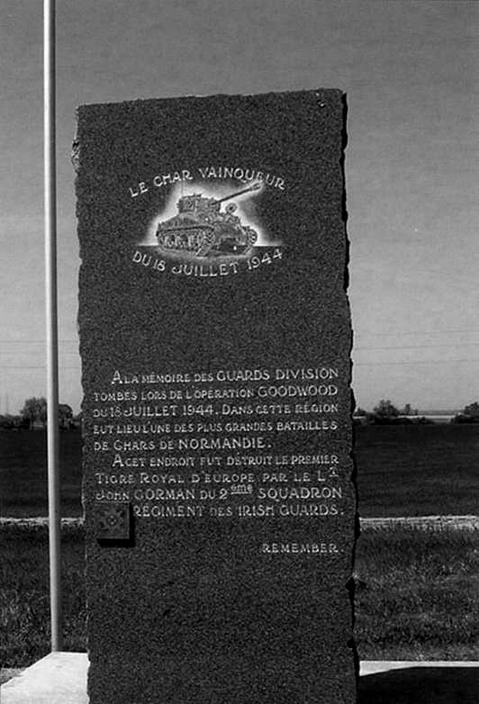 LE CHAR VAINQUEUR
DU 18 JUILLET 1944
A LA MÉMOIRE DES GUARDS DIVISION
TOMBES LORS DE L'OPERATION GOODWOOD
DU 18 JUILLET 1944. DANS CETTE RÉGION
EUT LIEU L'UNE DES PLUS GRANDES BATAILLES
DE CHARS DE NORMANDIE.
A CET ENDROIT FUT DÉTRUIT LE PREMIER
TIGRE ROYAL D'EUROPE PAR LE LT
JOHN GORMAN DU 2ème SQUADRON
RÉGIMENT DES IRISH GUARDS.
REMEMBER.